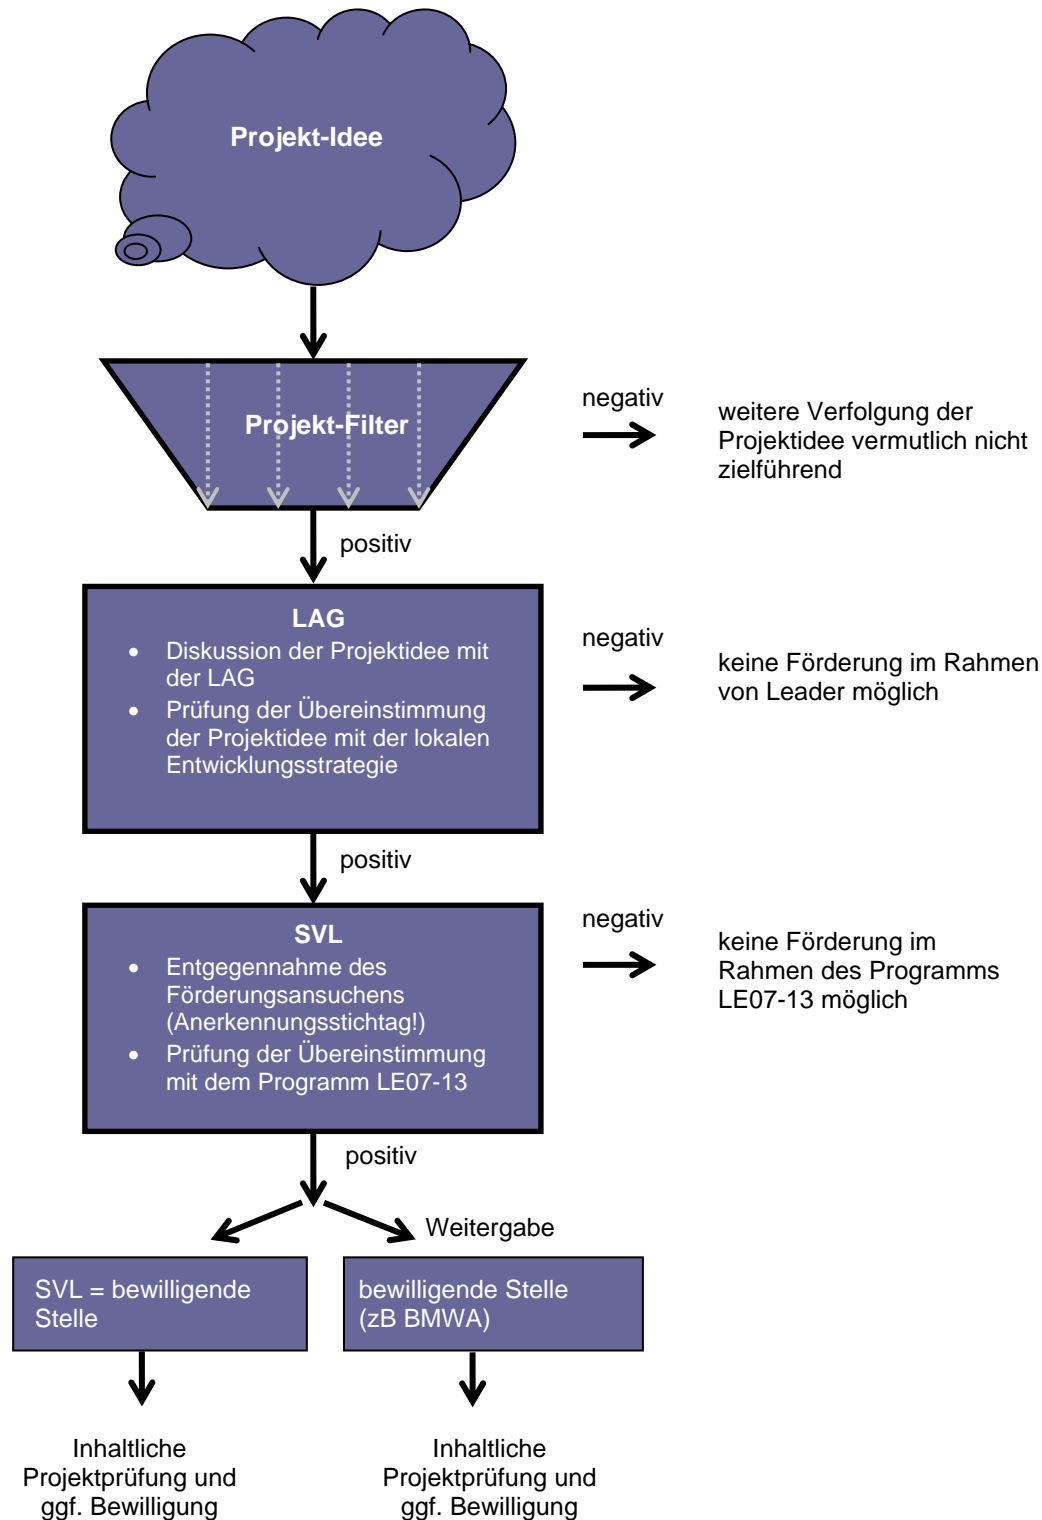 Projekt-Idee
Projekt-Filter
negativ
weitere Verfolgung der
Projektidee vermutlich nicht
zielführend
positiv
LAG
• Diskussion der Projektidee mit
der LAG
• Prüfung der Übereinstimmung
der Projektidee mit der lokalen
Entwicklungsstrategie
negativ
keine Förderung im Rahmen
von Leader möglich
positiv
SVL
• Entgegennahme des
Förderungsansuchens
(Anerkennungsstichtag!)
• Prüfung der Übereinstimmung
mit dem Programm LE07-13
negativ
keine Förderung im
Rahmen des Programms
LE07-13 möglich
positiv
Weitergabe
SVL = bewilligende
Stelle
bewilligende Stelle
(zB BMWA)
Inhaltliche
Projektprüfung und
ggf. Bewilligung
Inhaltliche
Projektprüfung und
ggf. Bewilligung